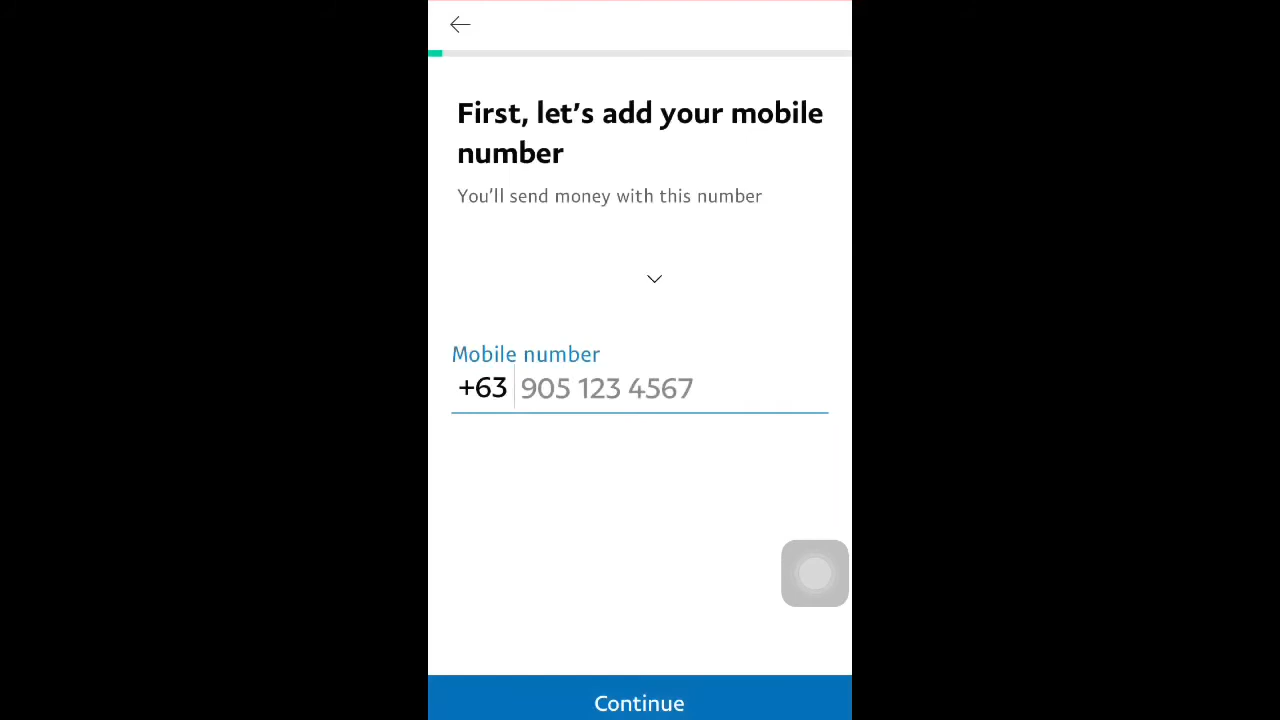 First, let's add your mobile
number
You'll send money with this number
Mobile number
+63 905 123 4567
Continue